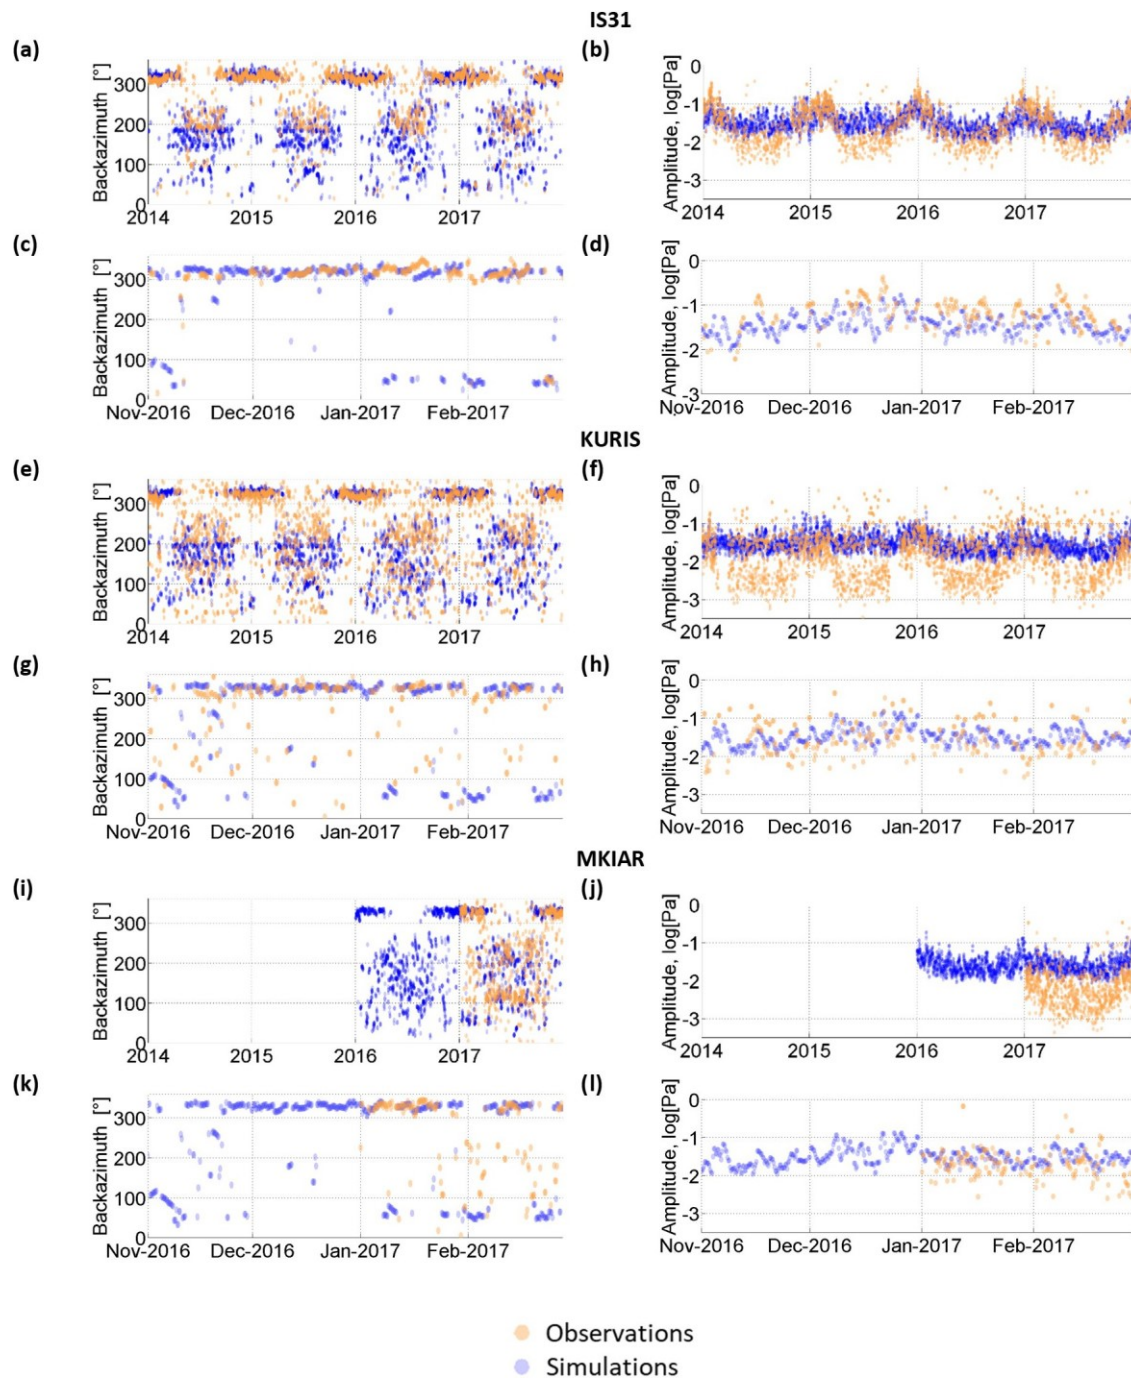 IS31
(a)
Backazimuth [°]
300
200
100
0
2014 2015 2016 2017
(b)
Amplitude, log[Pa]
0
-1
-2
-3
2014 2015 2016 2017
(c)
Backazimuth [°]
300
200
100
0
Nov-2016 Dec-2016 Jan-2017 Feb-2017
(d)
Amplitude, log[Pa]
0
-1
-2
-3
Nov-2016 Dec-2016 Jan-2017 Feb-2017
KURIS
(e)
Backazimuth [°]
300
200
100
0
2014 2015 2016 2017
(f)
Amplitude, log[Pa]
0
-1
-2
-3
2014 2015 2016 2017
(g)
Backazimuth [°]
300
200
100
0
Nov-2016 Dec-2016 Jan-2017 Feb-2017
(h)
Amplitude, log[Pa]
0
-1
-2
-3
Nov-2016 Dec-2016 Jan-2017 Feb-2017
MKIAR
(i)
Backazimuth [°]
300
200
100
0
2014 2015 2016 2017
(j)
Amplitude, log[Pa]
0
-1
-2
-3
2014 2015 2016 2017
(k)
Backazimuth [°]
300
200
100
0
Nov-2016 Dec-2016 Jan-2017 Feb-2017
(l)
Amplitude, log[Pa]
0
-1
-2
-3
Nov-2016 Dec-2016 Jan-2017 Feb-2017
Observations
Simulations